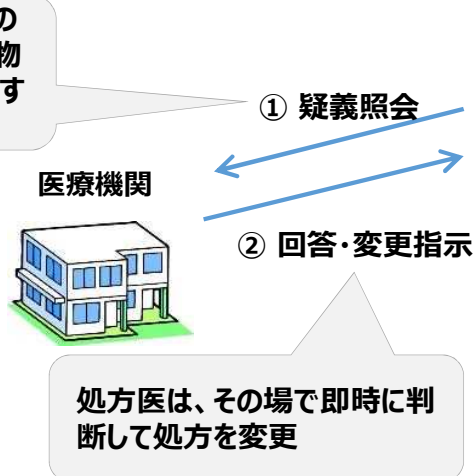 の
物
す
① 疑義照会
医療機関
② 回答・変更指示
処方医は、その場で即時に判
断して処方を変更